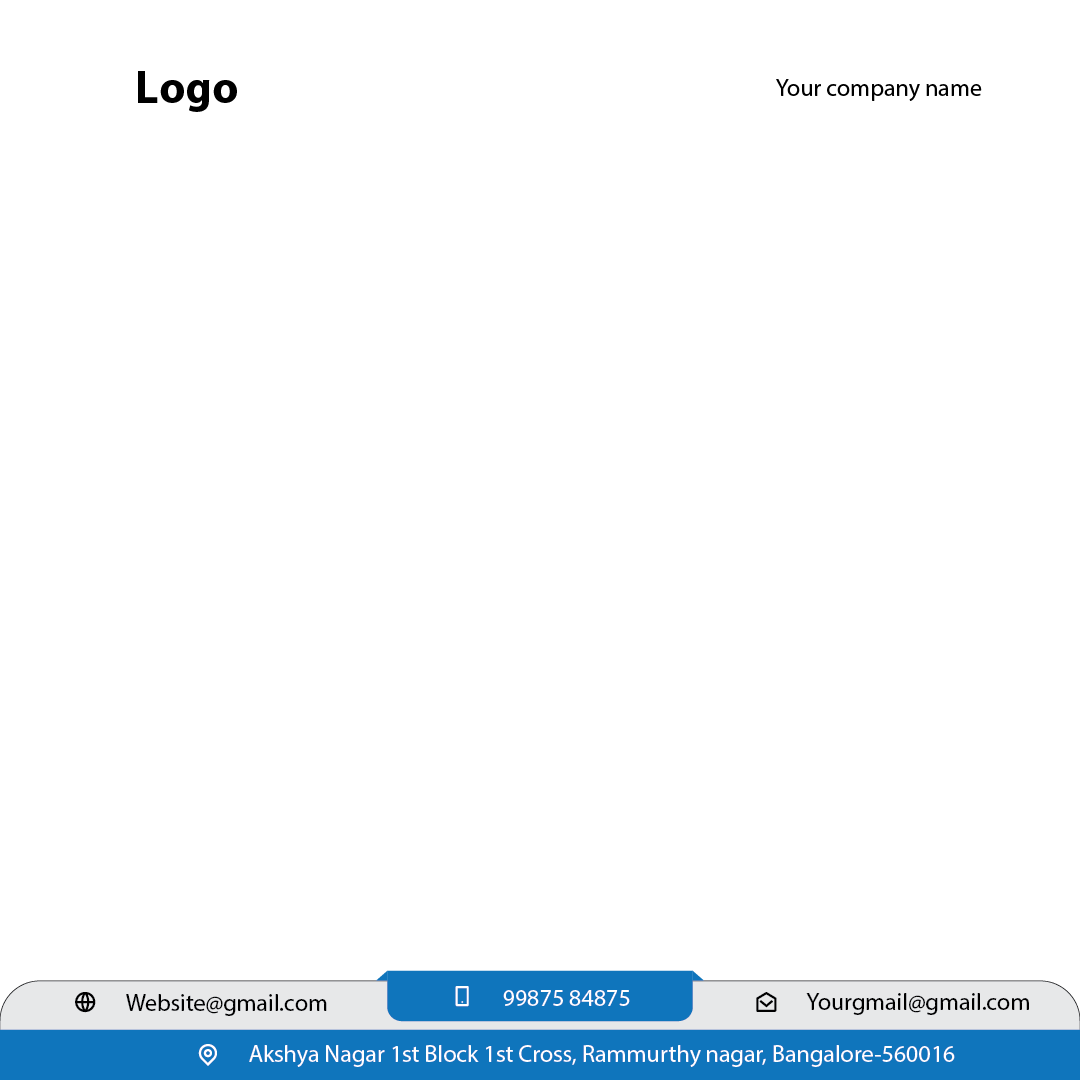 Logo
Your company name
Website@gmail.com
99875 84875
Yourgmail@gmail.com
Akshya Nagar 1st Block 1st Cross, Rammurthy nagar, Bangalore-560016